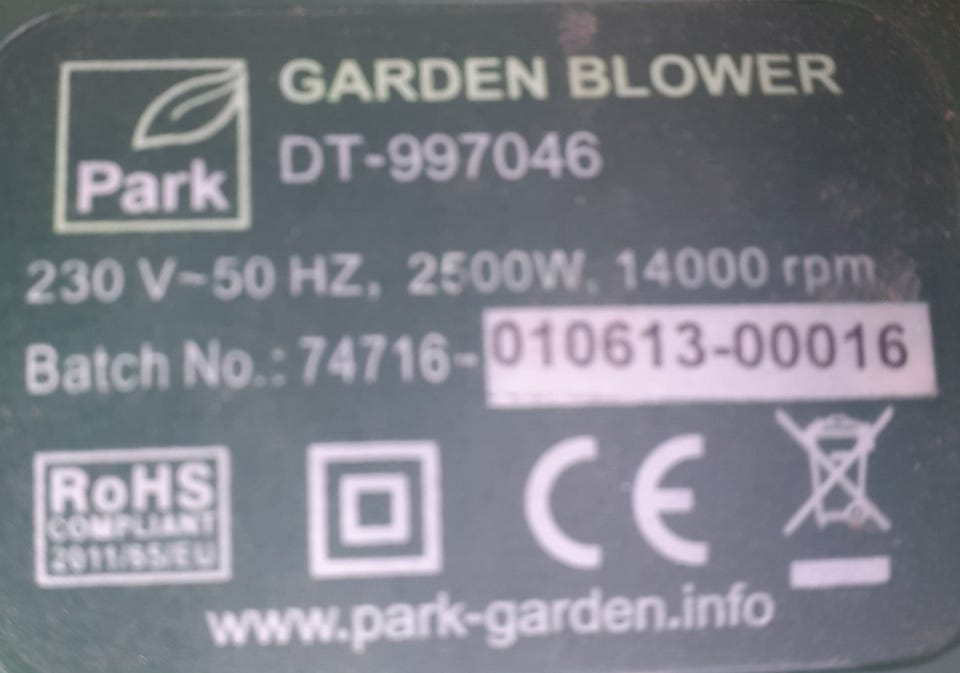 Park
GARDEN BLOWER
DT-997046
230 V~50 HZ, 2500W, 14000 rpm
Batch No.: 74716-010613-00016
RoHS
COMPLIANT
2011/65/EU
CE
www.park-garden.info